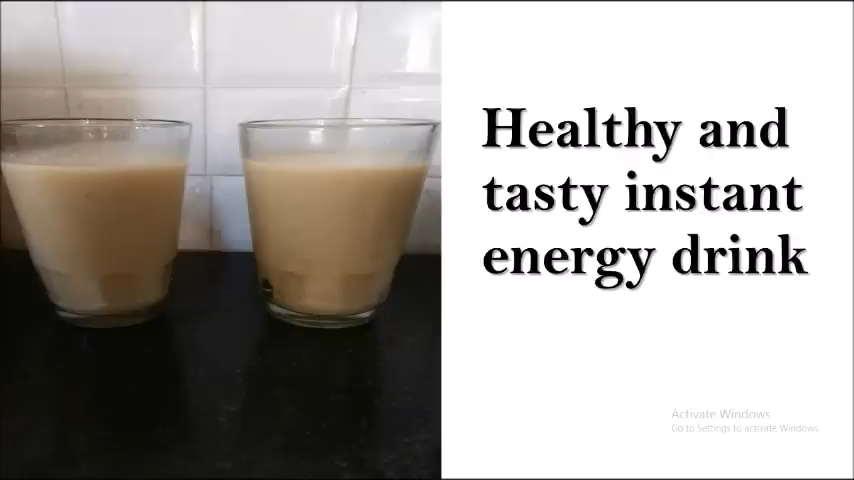 Healthy and
tasty instant
energy drink
Activate Windows
Go to Settings to activate Windows.